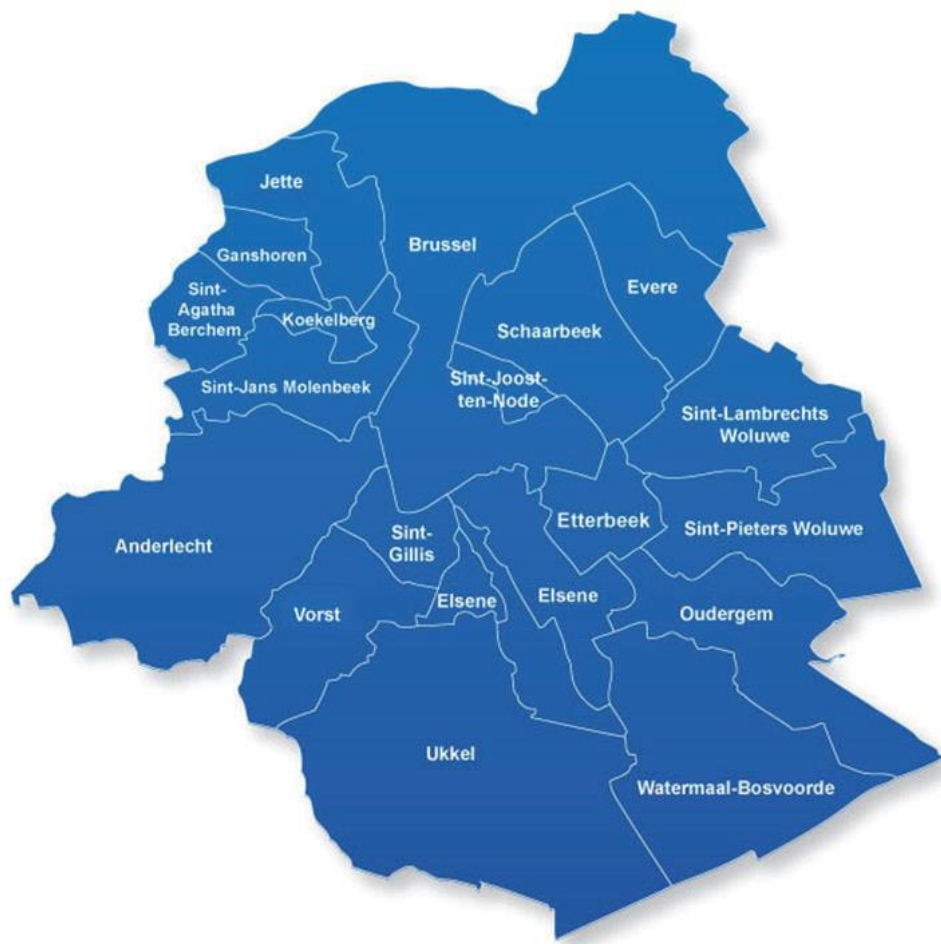 Jette
Brussel
Ganshoren
Evere
Sint-
Agatha
Berchem
Koekelberg
Schaarbeek
Sint-Jans Molenbeek
Sint-Joost-
ten-Node
Sint-Lambrechts
Woluwe
Etterbeek
Sint-Pieters Woluwe
Anderlecht
Sint-
Gillis
Elsene
Elsene
Vorst
Oudergem
Ukkel
Watermaal-Bosvoorde